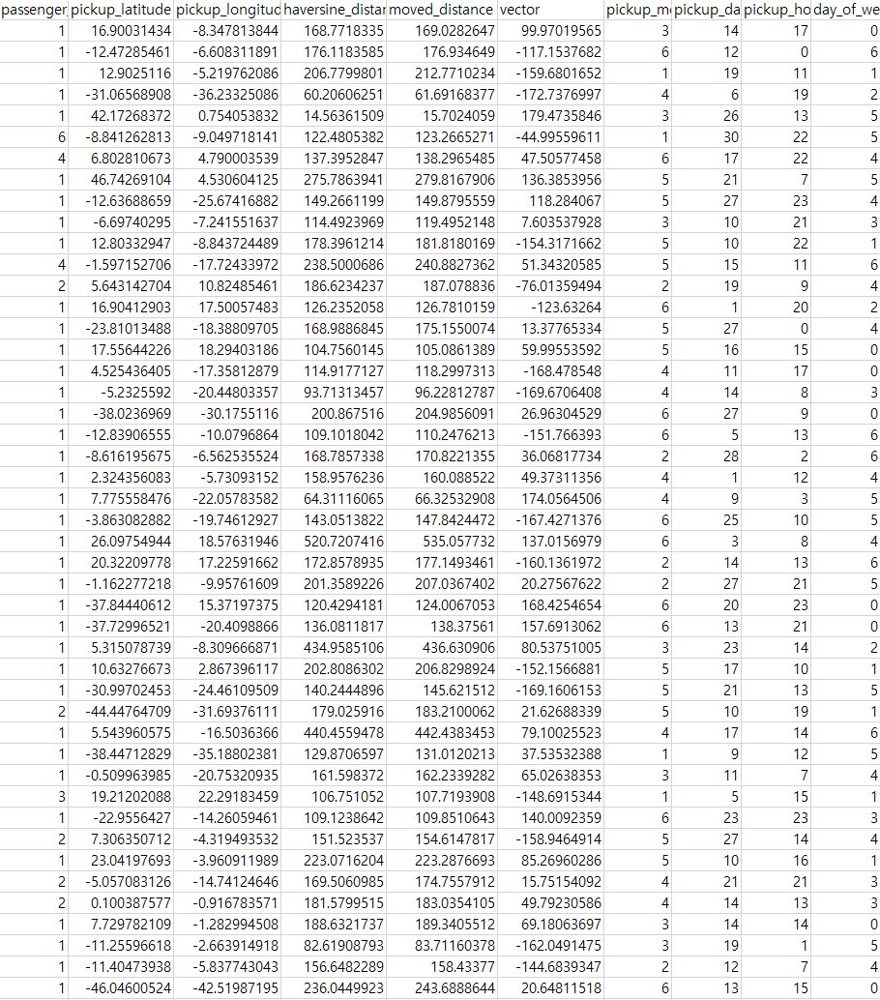 passenger pickup_latitude pickup_longitud haversine_distan moved_distance vector pickup_mo pickup_da pickup_ho day_of_we
1 16.90031434 -8.347813844 168.7718335 169.0282647 99.97019565 3 14 17 0
1 -12.47285461 -6.608311891 176.1183585 176.934649 -117.1537682 6 12 0 6
1 12.9025116 -5.219762086 206.7799801 212.7710234 -159.6801652 1 19 11 1
1 -31.06568908 -36.23325086 60.20606251 61.69168377 -172.7376997 4 6 19 2
1 42.17268372 0.754053832 14.56361509 15.7024059 179.4735846 3 26 13 5
6 -8.841262813 -9.049718141 122.4805382 123.2665271 -44.99559611 1 30 22 5
4 6.802810673 4.790003539 137.3952847 138.2965485 47.50577458 6 17 22 4
1 46.74269104 4.530604125 275.7863941 279.8167906 136.3853956 5 21 7 5
1 -12.63688659 -25.67416882 149.2661199 149.8795559 118.284067 5 27 23 4
1 -6.69740295 -7.241551637 114.4923969 119.4952148 7.603537928 3 10 21 3
1 12.80332947 -8.843724489 178.3961214 181.8180169 -154.3171662 5 10 22 1
4 -1.597152706 -17.72433972 238.5000686 240.8827362 51.34320585 5 15 11 6
2 5.643142704 10.82485461 186.6234237 187.078836 -76.01359494 2 19 9 4
1 16.90412903 17.50057483 126.2352058 126.7810159 -123.63264 6 1 20 2
1 -23.81013488 -18.38809705 168.9886845 175.1550074 13.37765334 5 27 0 4
1 17.55644226 18.29403186 104.7560145 105.0861389 59.99553592 5 16 15 0
1 4.525436405 -17.35812879 114.9177127 118.2997313 -168.478548 4 11 17 0
1 -5.2325592 -20.44803357 93.71313457 96.22812787 -169.6706408 4 14 8 3
1 -38.0236969 -30.1755116 200.867516 204.9856091 26.96304529 6 27 9 0
1 -12.83906555 -10.0796864 109.1018042 110.2476213 -151.766393 6 5 13 6
1 -8.616195675 -6.562535524 168.7857338 170.8221355 36.06817734 2 28 2 6
1 2.324356083 -5.73093152 158.9576236 160.088522 49.37311356 4 1 12 4
1 7.775558476 -22.05783582 64.31116065 66.32532908 174.0564506 4 9 3 5
1 -3.863082882 -19.74612927 143.0513822 147.8424472 -167.4271376 6 25 10 5
1 26.09754944 18.57631946 520.7207416 535.057732 137.0156979 6 3 8 4
1 20.32209778 17.22591662 172.8578935 177.1493461 -160.1361972 2 14 13 6
1 -1.162277218 -9.95761609 201.3589226 207.0367402 20.27567622 2 27 21 5
1 -37.84440612 15.37197375 120.4294181 124.0067053 168.4254654 6 20 23 0
1 -37.72996521 -20.4098866 136.0811817 138.37561 157.6913062 6 13 21 0
1 5.315078739 -8.309666871 434.9585106 436.630906 80.53751005 3 23 14 2
1 10.63276673 2.867396117 202.8086302 206.8298924 -152.1566881 5 17 10 1
1 -30.99702453 -24.46109509 140.2444896 145.621512 -169.1606153 5 21 13 5
2 -44.44764709 -31.69376111 179.025916 183.2100062 21.62688339 5 10 19 1
1 5.543960575 -16.5036366 440.4559478 442.4383453 79.10025523 4 17 14 6
1 -38.44712829 -35.18802381 129.8706597 131.0120213 37.53532388 1 9 12 5
1 -0.509963985 -20.75320935 161.598372 162.2339282 65.02638353 3 11 7 4
3 19.21202088 22.29183459 106.751052 107.7193908 -148.6915344 1 5 15 1
1 -22.9556427 -14.26059461 109.1238642 109.8510643 140.0092359 6 23 23 3
2 7.306350712 -4.319493532 151.523537 154.6147817 -158.9464914 5 27 14 4
1 23.04197693 -3.960911989 223.0716204 223.2876693 85.26960286 5 10 16 1
2 -5.057083126 -14.74124646 169.5060985 174.7557912 15.75154092 4 21 21 3
2 0.100387577 -0.916783571 181.5799515 183.0354105 49.79230586 4 14 13 3
1 7.729782109 -1.282994508 188.6321737 189.3405512 69.18063697 3 14 14 0
1 -11.25596618 -2.663914918 82.61908793 83.71160378 -162.0491475 3 19 1 5
1 -11.40473938 -5.837743043 156.6482289 158.43377 -144.6839347 2 12 7 4
1 -46.04600524 -42.51987195 236.0449923 243.6888644 20.64811518 6 13 15 0